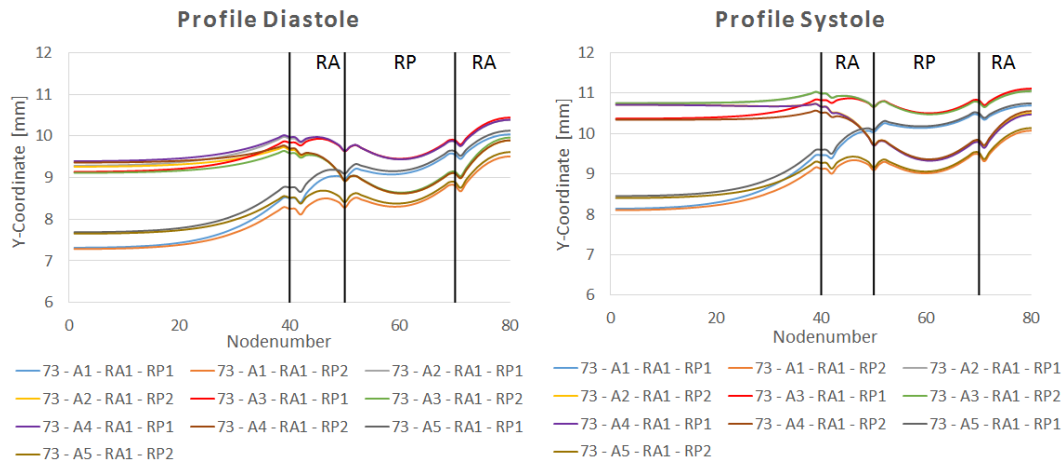 Profile Diastole
12
11
10
9
8
7
6
Y-Coordinate [mm]
RA RP RA
0 20 40 60 80
Nodenumber
73 - A1 - RA1 - RP1 73 - A1 - RA1 - RP2 73 - A2 - RA1 - RP1
73 - A2 - RA1 - RP2 73 - A3 - RA1 - RP1 73 - A3 - RA1 - RP2
73 - A4 - RA1 - RP1 73 - A4 - RA1 - RP2 73 - A5 - RA1 - RP1
73 - A5 - RA1 - RP2
Profile Systole
12
11
10
9
8
7
6
Y-Coordinate [mm]
RA RP RA
0 20 40 60 80
Nodenumber
73 - A1 - RA1 - RP1 73 - A1 - RA1 - RP2 73 - A2 - RA1 - RP1
73 - A2 - RA1 - RP2 73 - A3 - RA1 - RP1 73 - A3 - RA1 - RP2
73 - A4 - RA1 - RP1 73 - A4 - RA1 - RP2 73 - A5 - RA1 - RP1
73 - A5 - RA1 - RP2